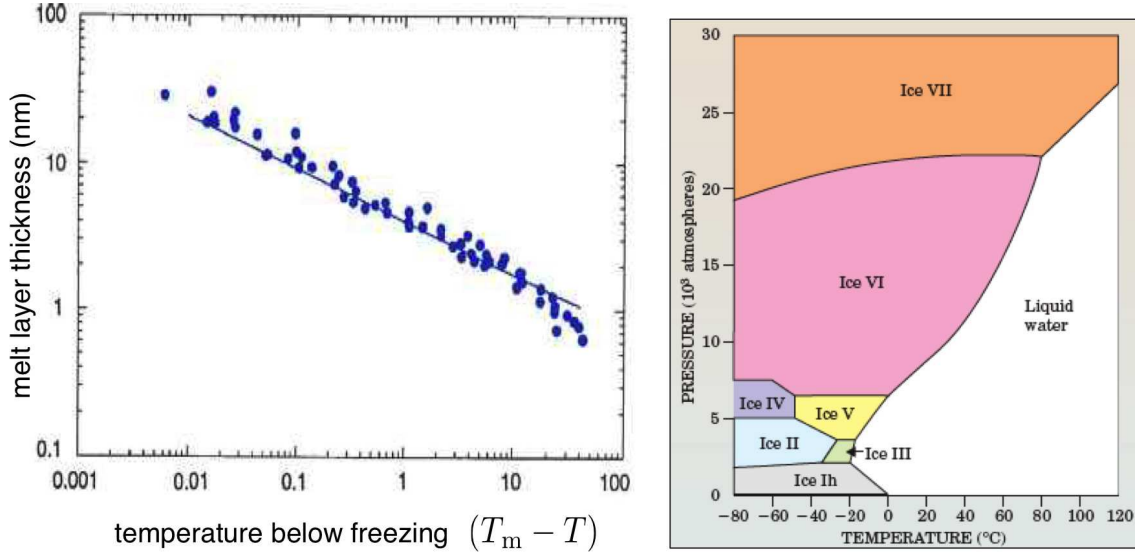 100
10
1
0.1
melt layer thickness (nm)
0.001
0.01
0.1
1
10
100
temperature below freezing (Tₘ − T)
30
25
20
15
10
5
0
PRESSURE (10³ atmospheres)
Ice VII
Ice VI
Liquid
water
Ice IV
Ice V
Ice II
Ice III
Ice Ih
−80
−60
−40
−20
0
20
40
60
80
100
120
TEMPERATURE (°C)